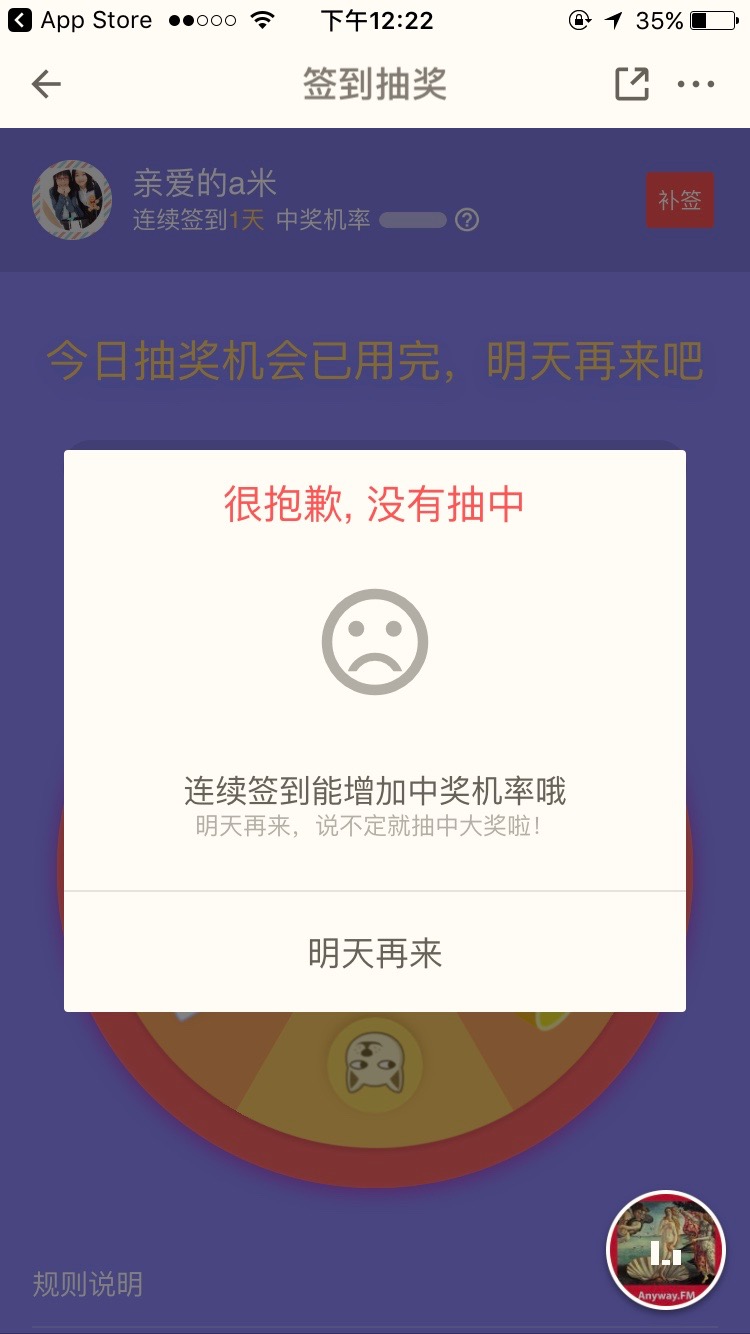 App Store 下午12:22 35%
签到抽奖
亲爱的a米
连续签到1天 中奖机率 ?
补签
今日抽奖机会已用完，明天再来吧
很抱歉, 没有抽中
连续签到能增加中奖机率哦
明天再来，说不定就抽中大奖啦！
明天再来
Anyway.FM
规则说明